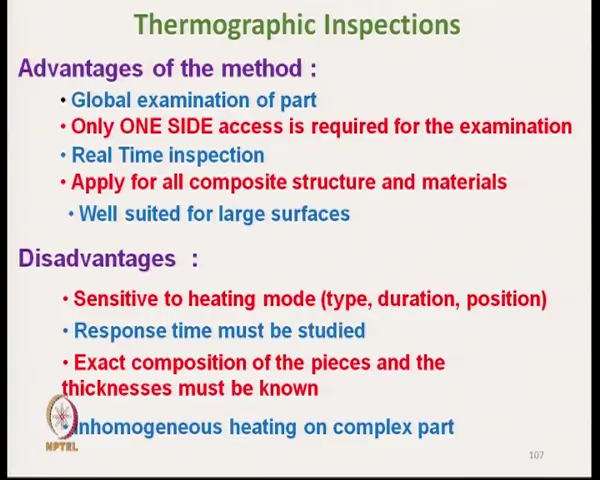 Thermographic Inspections
Advantages of the method :
• Global examination of part
• Only ONE SIDE access is required for the examination
• Real Time inspection
• Apply for all composite structure and materials
• Well suited for large surfaces
Disadvantages :
• Sensitive to heating mode (type, duration, position)
• Response time must be studied
• Exact composition of the pieces and the
thicknesses must be known
Inhomogeneous heating on complex part
NPTEL
107